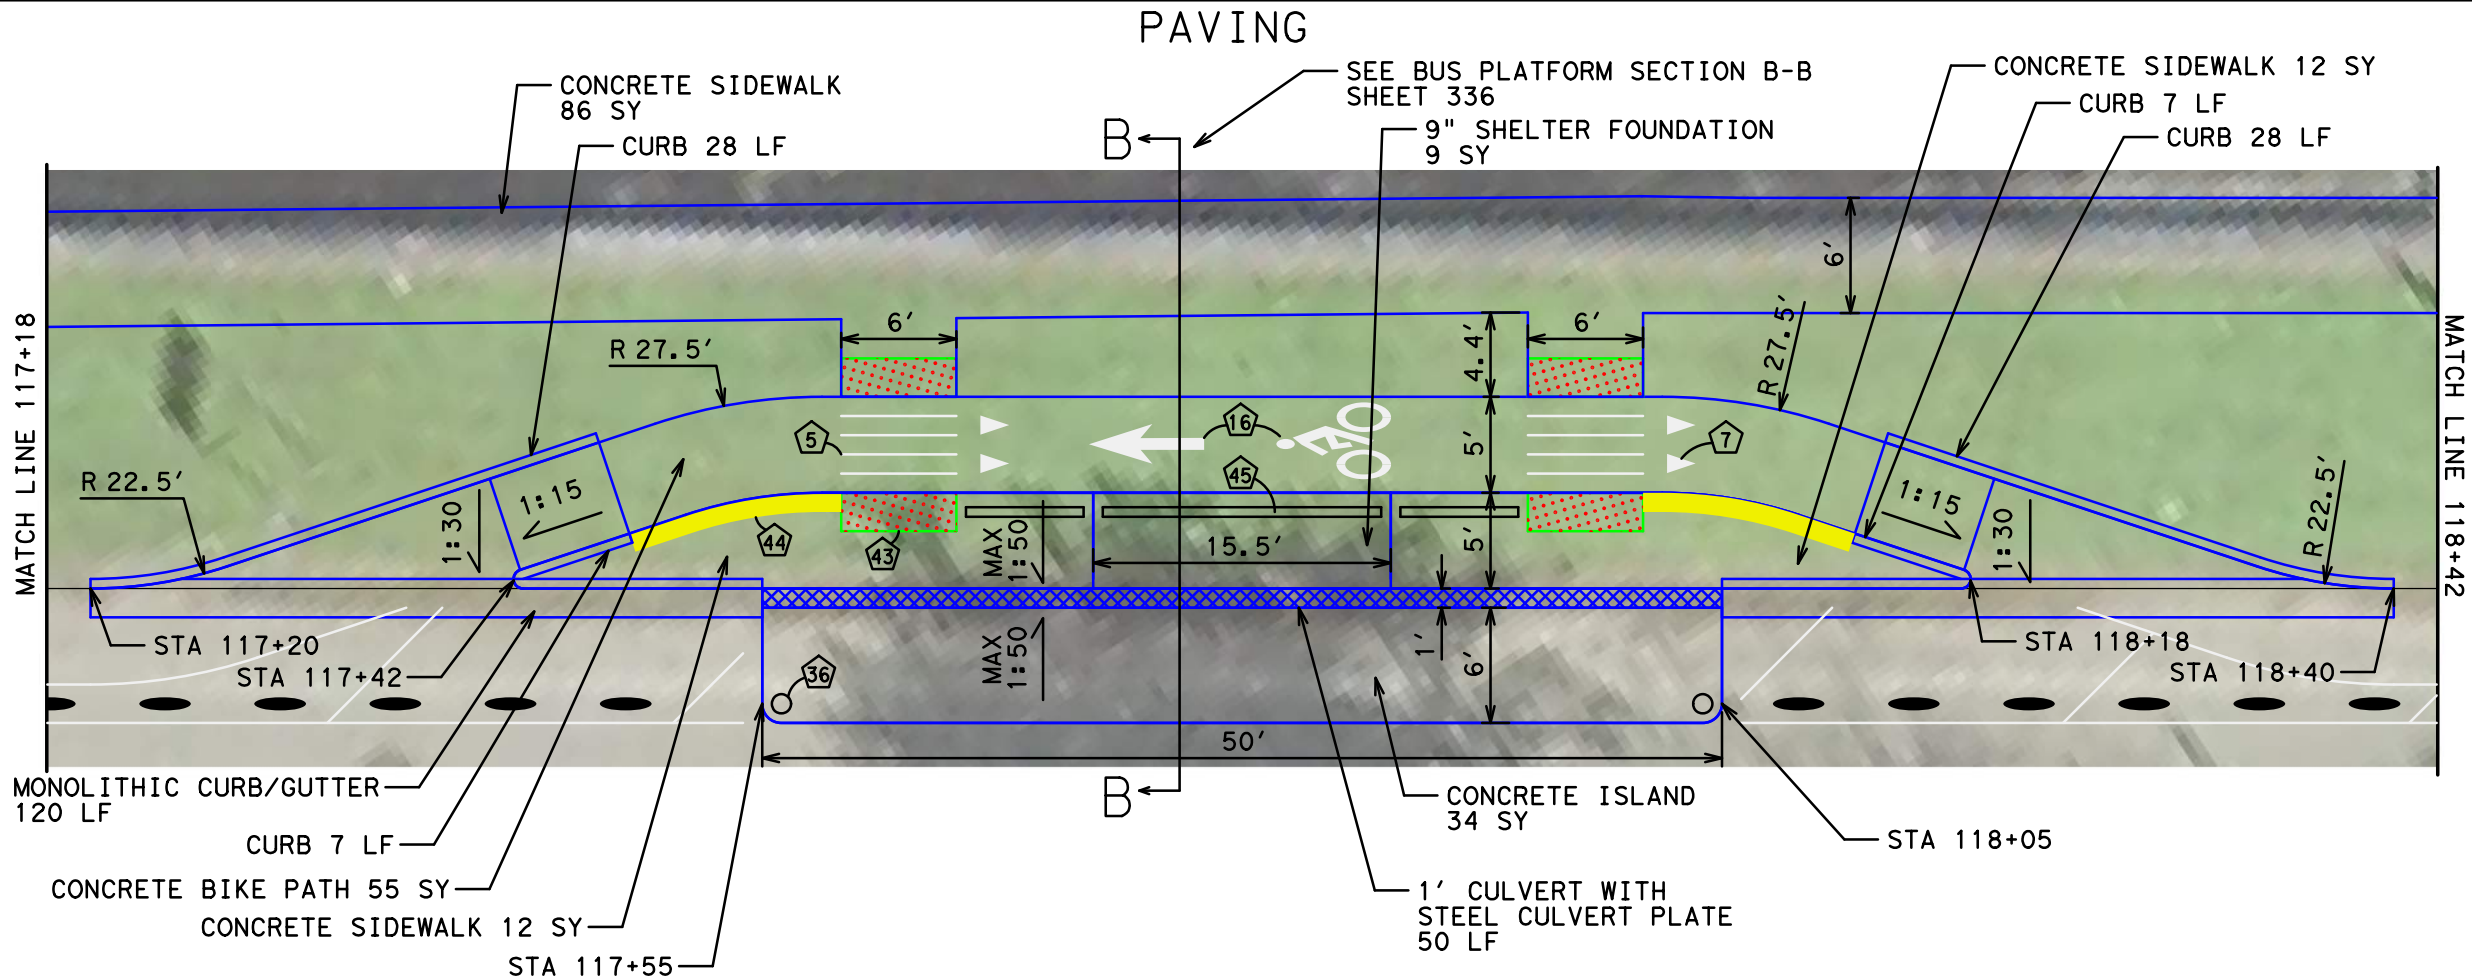 PAVING
CONCRETE SIDEWALK
86 SY
CURB 28 LF
SEE BUS PLATFORM SECTION B-B
SHEET 336
B
9" SHELTER FOUNDATION
9 SY
CONCRETE SIDEWALK 12 SY
CURB 7 LF
CURB 28 LF
MATCH LINE 117+18
MATCH LINE 118+42
6'
6'
6'
4.4'
R 27.5'
R 27.5'
5
16
7
5'
45
R 22.5'
R 22.5'
1:15
1:15
1:30
1:30
44
43
MAX
1:50
15.5'
5'
STA 117+20
STA 117+42
36
MAX
1:50
1'
6'
STA 118+18
STA 118+40
50'
MONOLITHIC CURB/GUTTER
120 LF
B
CONCRETE ISLAND
34 SY
CURB 7 LF
STA 118+05
CONCRETE BIKE PATH 55 SY
1' CULVERT WITH
STEEL CULVERT PLATE
50 LF
CONCRETE SIDEWALK 12 SY
STA 117+55